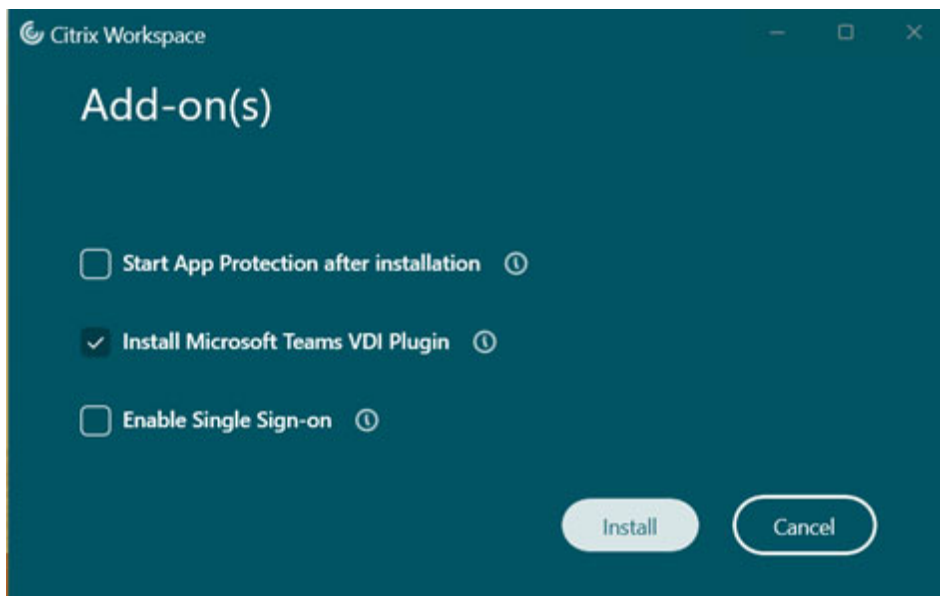 Citrix Workspace
Add-on(s)
Start App Protection after installation
Install Microsoft Teams VDI Plugin
Enable Single Sign-on
Install Cancel